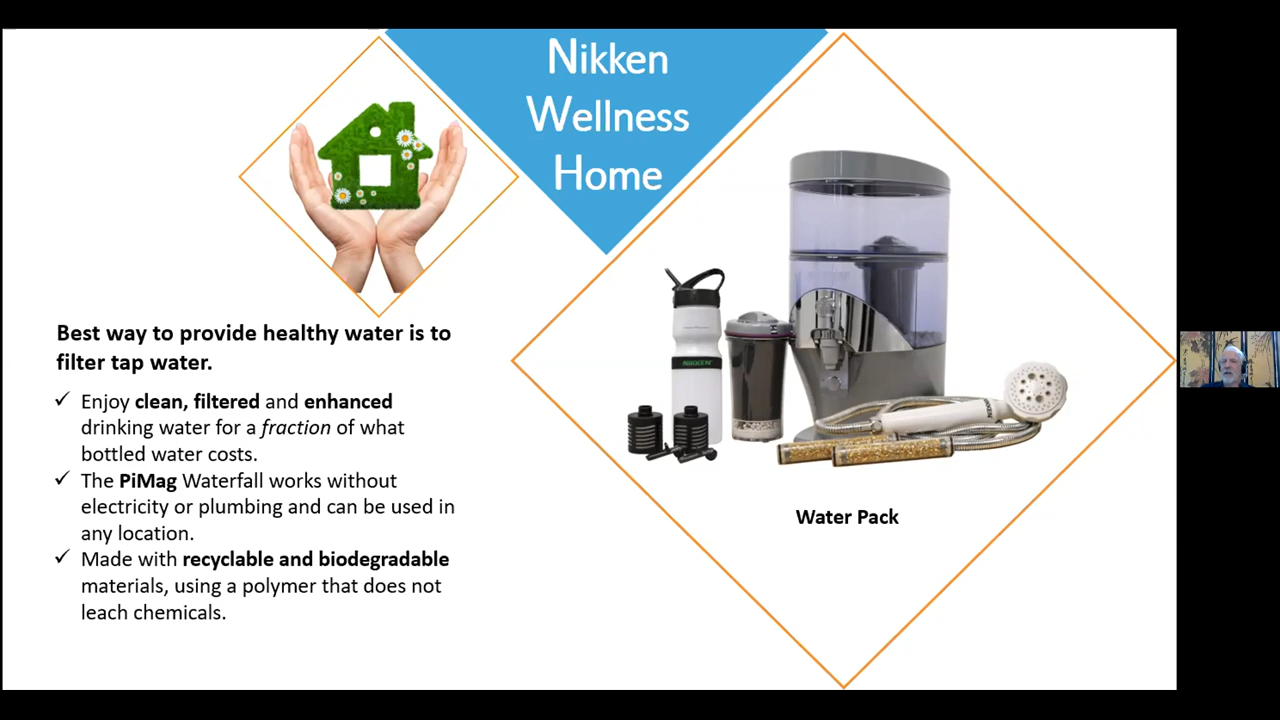 Nikken
Wellness
Home
Best way to provide healthy water is to
filter tap water.
✓ Enjoy clean, filtered and enhanced
drinking water for a fraction of what
bottled water costs.
✓ The PiMag Waterfall works without
electricity or plumbing and can be used in
any location.
✓ Made with recyclable and biodegradable
materials, using a polymer that does not
leach chemicals.
NIKKEN
NIKKEN
Water Pack